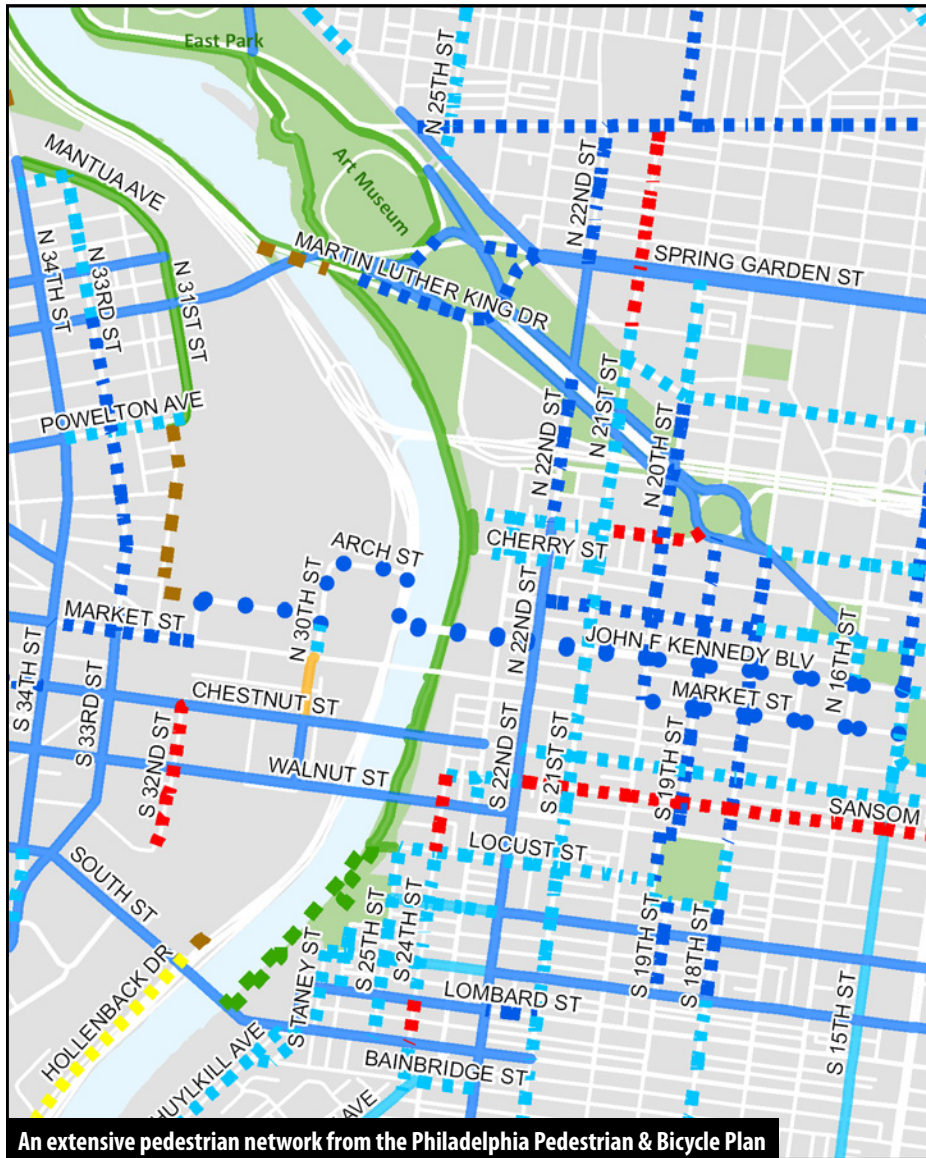 East Park
N 25TH ST
Art Museum
MANTUA AVE
N 22ND ST
N 34TH ST
N 33RD ST
N 31ST ST
MARTIN LUTHER KING DR
SPRING GARDEN ST
POWELTON AVE
N 22ND ST
N 21ST ST
N 20TH ST
ARCH ST
CHERRY ST
N 30TH ST
MARKET ST
N 22ND ST
JOHN F KENNEDY BLV
N 16TH ST
S 34TH ST
S 33RD ST
CHESTNUT ST
MARKET ST
S 32ND ST
WALNUT ST
S 22ND ST
S 21ST ST
S 19TH ST
SANSOM
LOCUST ST
SOUTH ST
S 25TH ST
S 24TH ST
S 19TH ST
S 18TH ST
HOLLENBACK DR
S TANEY ST
LOMBARD ST
S 15TH ST
HUYLKILL AVE
BAINBRIDGE ST
AVE
An extensive pedestrian network from the Philadelphia Pedestrian & Bicycle Plan